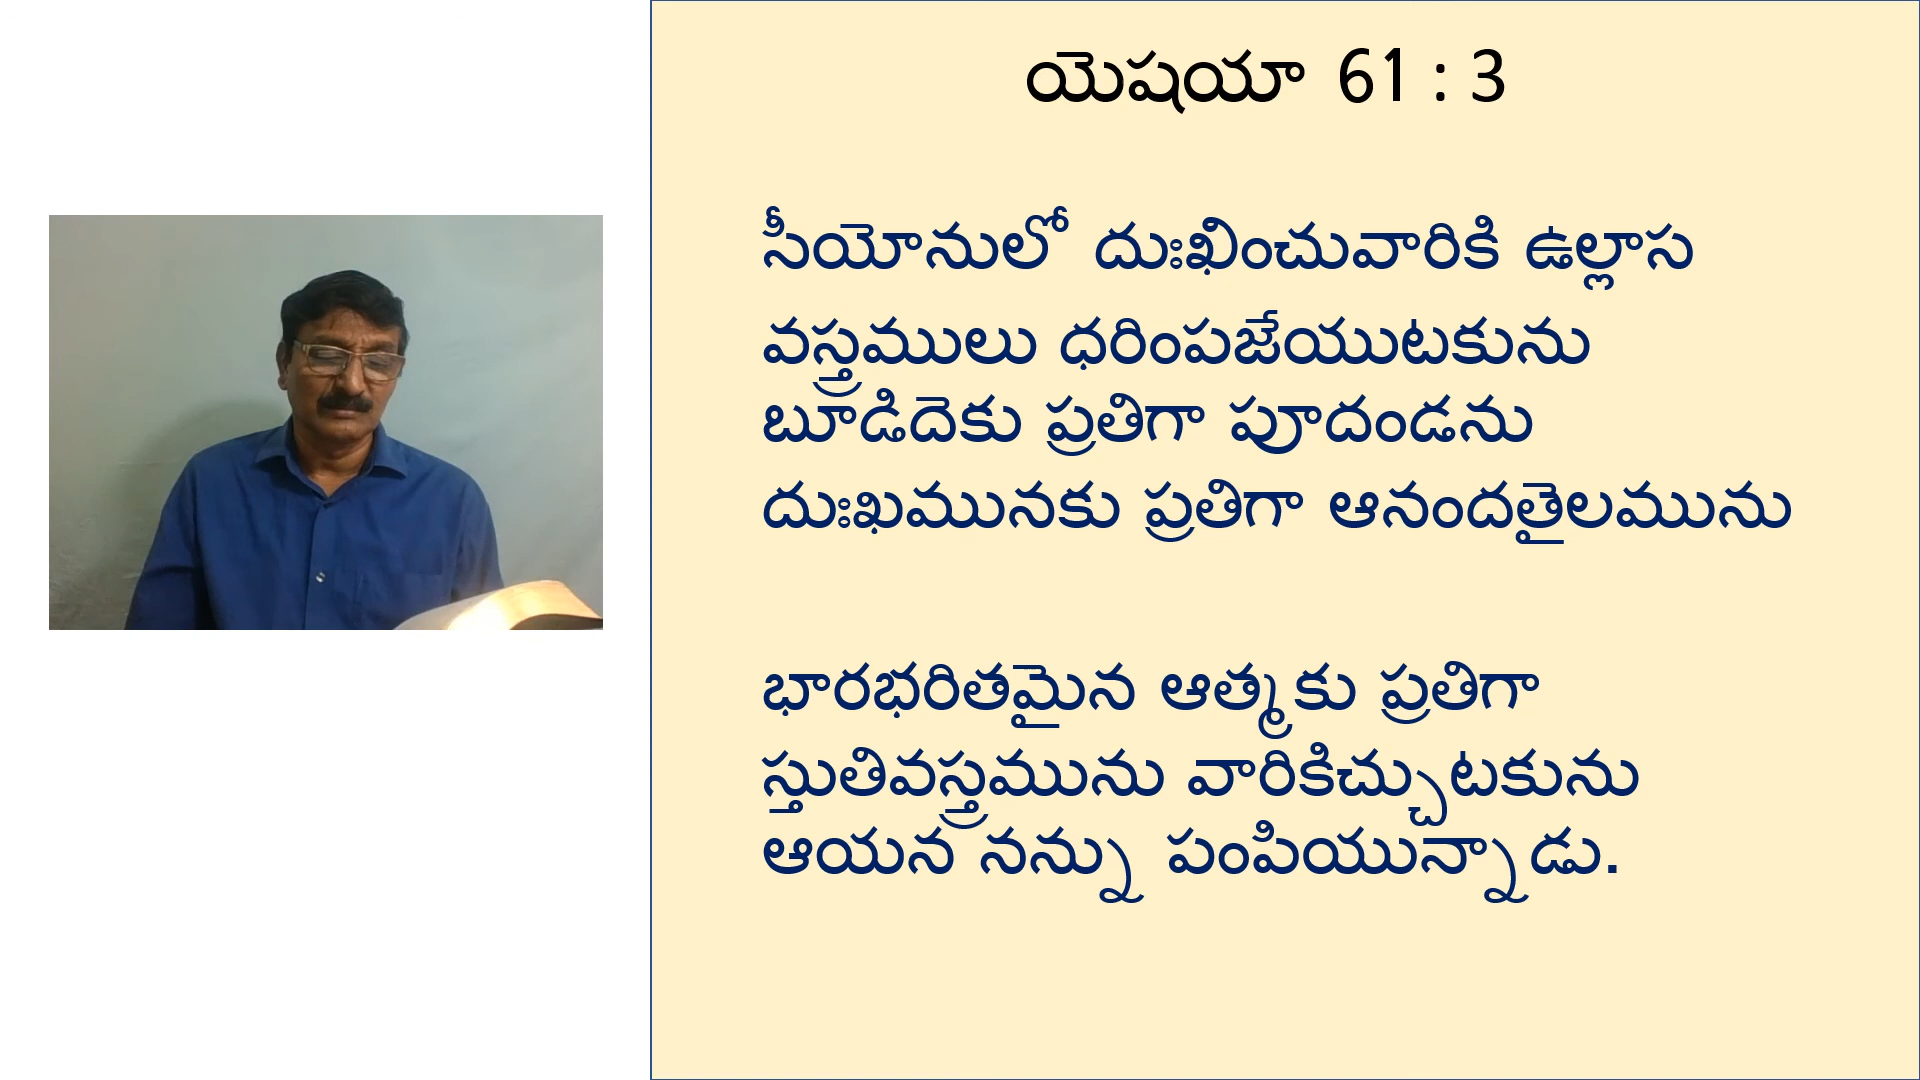 యెషయా 61 : 3
సీయోనులో దుఃఖించువారికి ఉల్లాస
వస్త్రములు ధరింపజేయుటకును
బూడిదెకు ప్రతిగా పూదండను
దుఃఖమునకు ప్రతిగా ఆనందతైలమును
భారభరితమైన ఆత్మకు ప్రతిగా
స్తుతివస్త్రమును వారికిచ్చుటకును
ఆయన నన్ను పంపియున్నాడు.